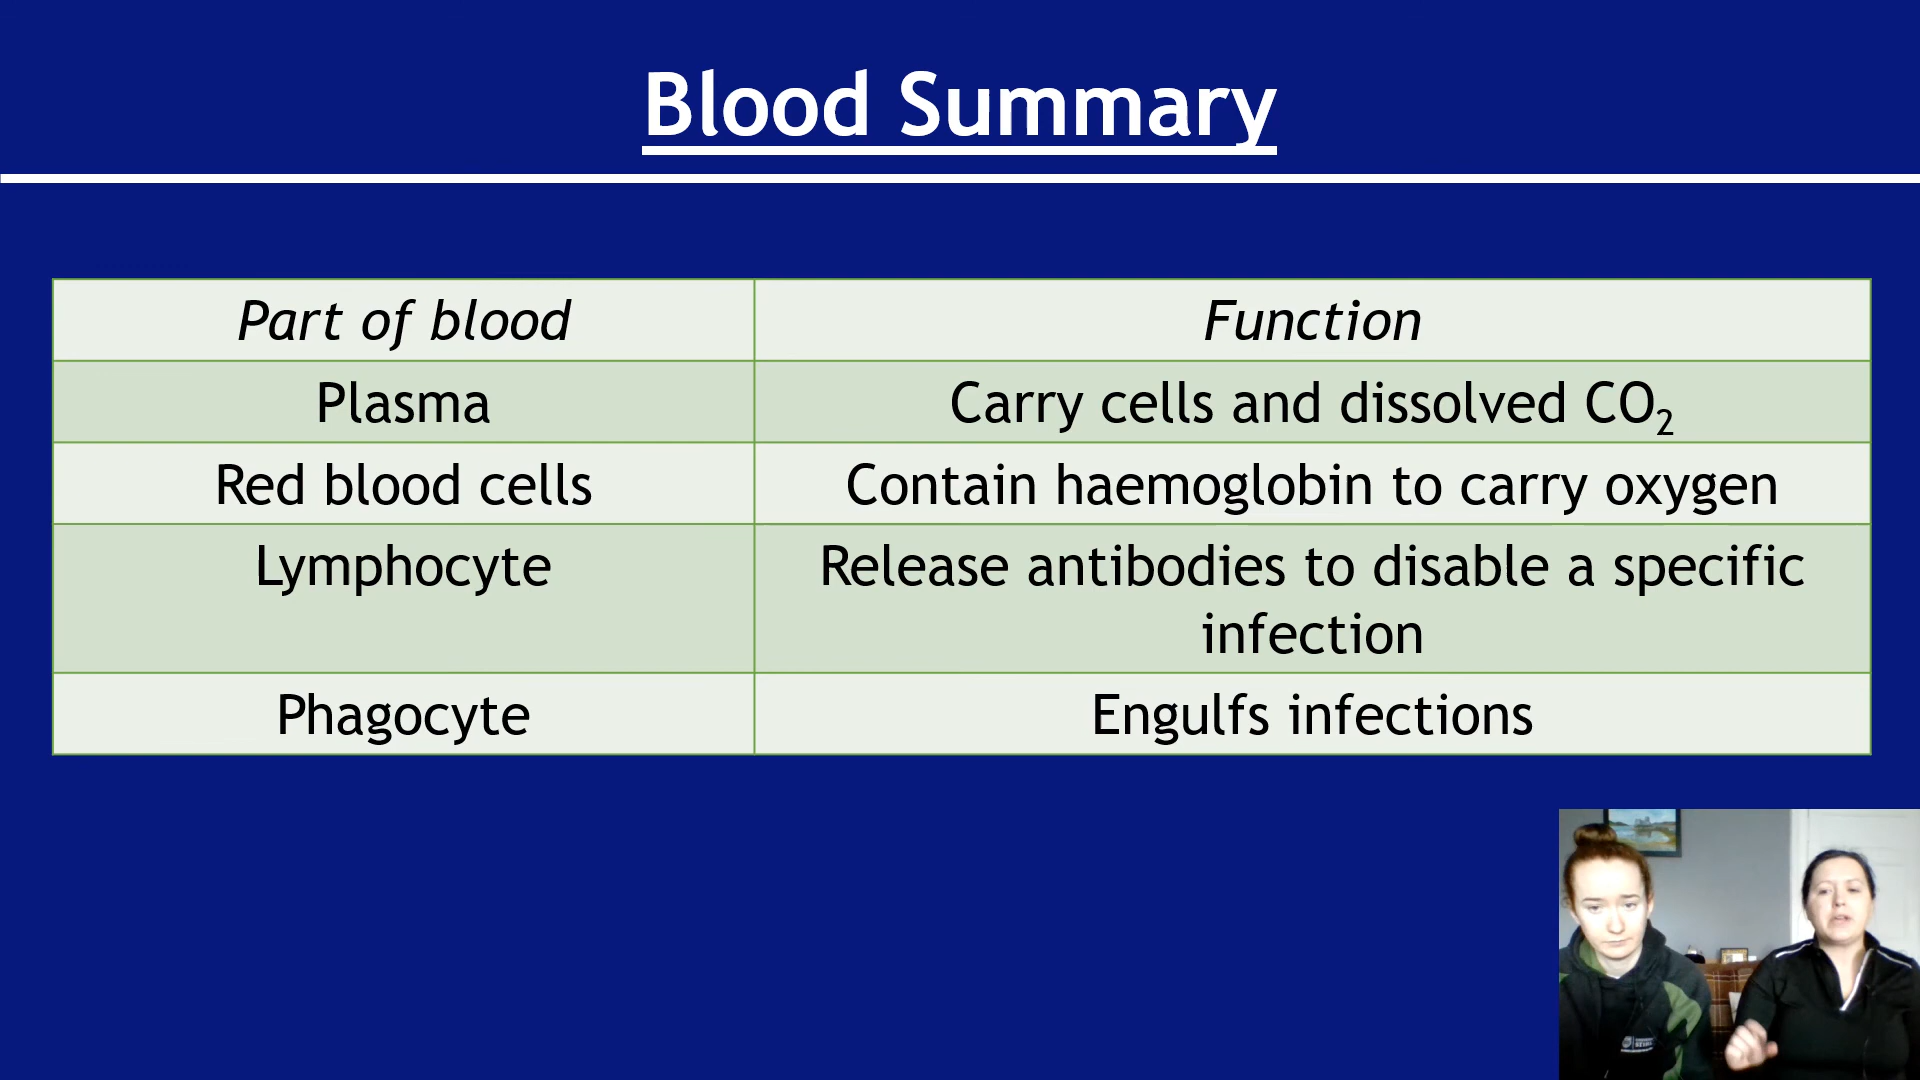 Blood Summary
Part of blood Function
Plasma Carry cells and dissolved CO₂
Red blood cells Contain haemoglobin to carry oxygen
Lymphocyte Release antibodies to disable a specific
infection
Phagocyte Engulfs infections